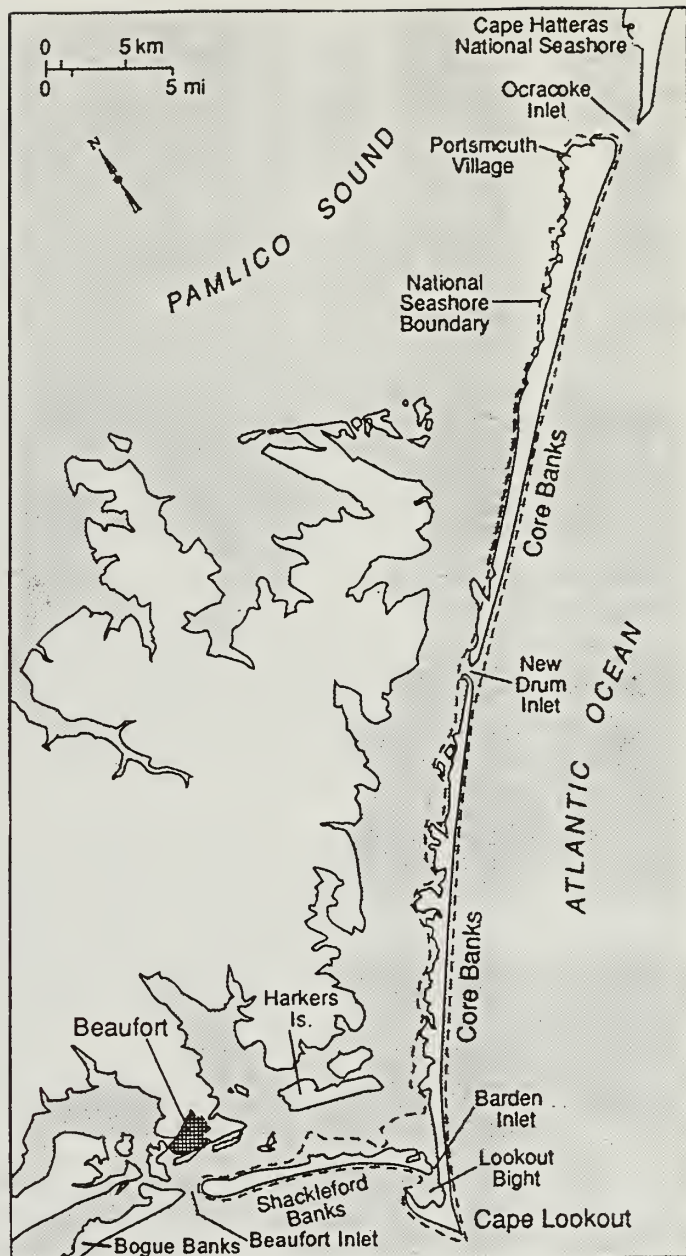 Cape Hatteras
National Seashore
0 5 km
0 5 mi
Ocracoke
Inlet
Portsmouth
Village
N
PAMLICO SOUND
National
Seashore
Boundary
Core Banks
New
Drum
Inlet
ATLANTIC OCEAN
Core Banks
Harkers
Is.
Beaufort
Barden
Inlet
Lookout
Bight
Shackleford
Banks
Cape Lookout
Bogue Banks
Beaufort Inlet